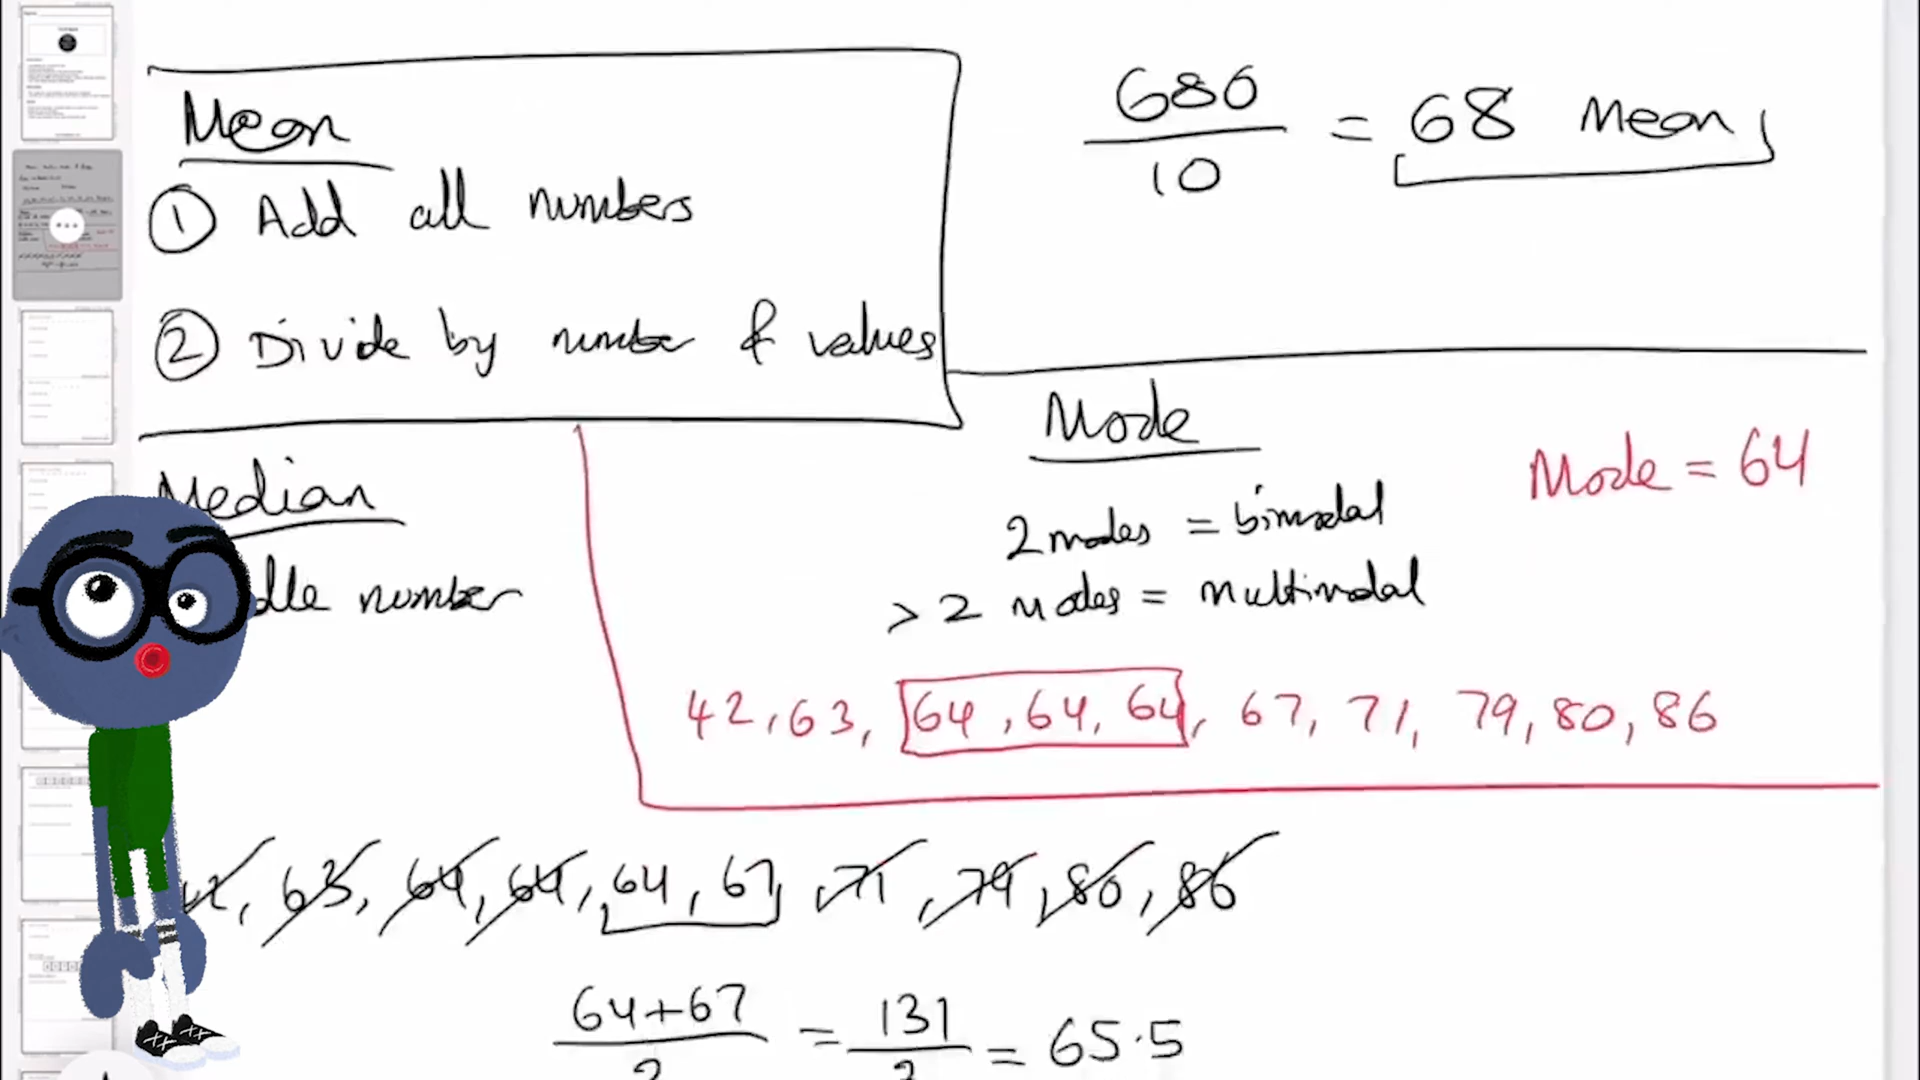 Mean
① Add all numbers
② Divide by number of values
680
10
= 68 Mean
Mode
2 modes = bimodal
> 2 modes = multimodal
Mode = 64
42, 63, 64, 64, 64, 67, 71, 79, 80, 86
Median
number
63, 64, 64, 64, 67, 71, 79, 80, 86
64+67
= 131
= 65.5